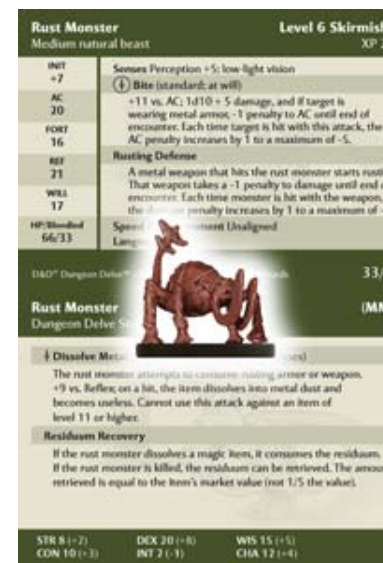 Rust Monster Level 6 Skirmish
Medium natural beast XP
INIT
+7
AC
20
FORT
16
REF
21
WILL
17
HP/Bloodied
66/33
Senses Perception +5; low-light vision
Bite (standard; at will)
+11 vs. AC; 1d10 + 5 damage, and if target is
wearing metal armor, -1 penalty to AC until end of
encounter. Each time target is hit with this attack, the
AC penalty increases by 1 to a maximum of -5.
Rusting Defense
A metal weapon that hits the rust monster starts rusti
That weapon takes a -1 penalty to damage until end
encounter. Each time monster is hit with the weapon,
the penalty increases by 1 to a maximum of
Speed Unaligned
D&D Dungeon Delve 33/
Rust Monster (MM
Dungeon Delve
Dissolve Metal
The rust monster attempts to consume rusting armor or weapon.
+9 vs. Reflex; on a hit, the item dissolves into metal dust and
becomes useless. Cannot use this attack against an item of
level 11 or higher.
Residuum Recovery
If the rust monster dissolves a magic item, it consumes the residuum.
If the rust monster is killed, the residuum can be retrieved. The amou
retrieved is equal to the item's market value (not 1/5 the value).
STR 8 (+2) DEX 20 (+8) WIS 15 (+5)
CON 10 (+3) INT 2 (-1) CHA 12 (+4)